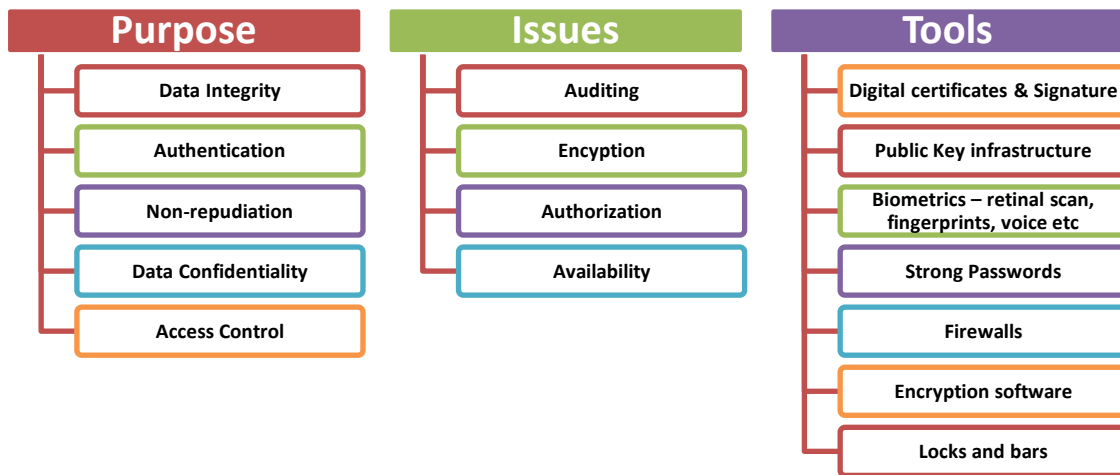 Purpose
Data Integrity
Authentication
Non-repudiation
Data Confidentiality
Access Control
Issues
Auditing
Encyption
Authorization
Availability
Tools
Digital certificates & Signature
Public Key infrastructure
Biometrics – retinal scan,
fingerprints, voice etc
Strong Passwords
Firewalls
Encryption software
Locks and bars